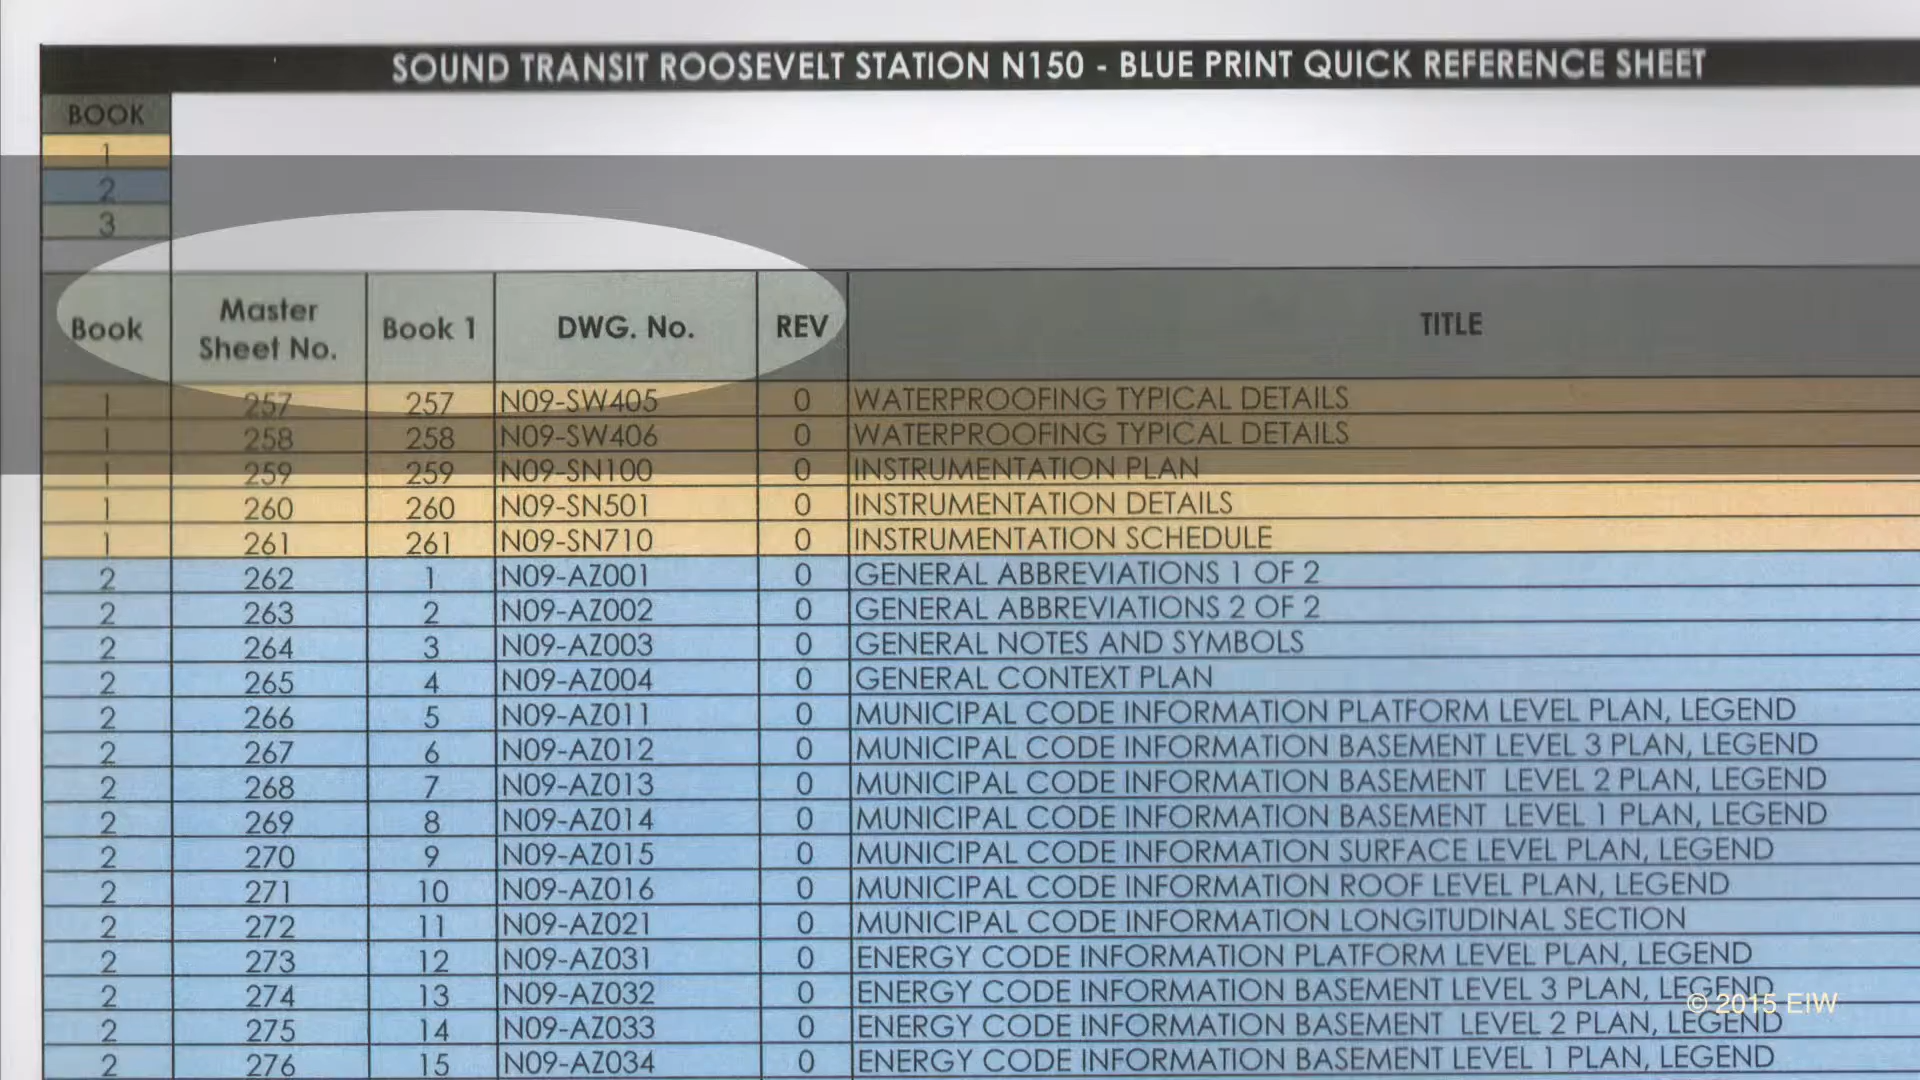 SOUND TRANSIT ROOSEVELT STATION N150 - BLUE PRINT QUICK REFERENCE SHEET
BOOK
1
2
3
Book Master Sheet No. Book 1 DWG. No. REV TITLE
1 257 257 N09-SW405 0 WATERPROOFING TYPICAL DETAILS
1 258 258 N09-SW406 0 WATERPROOFING TYPICAL DETAILS
1 259 259 N09-SN100 0 INSTRUMENTATION PLAN
1 260 260 N09-SN501 0 INSTRUMENTATION DETAILS
1 261 261 N09-SN710 0 INSTRUMENTATION SCHEDULE
2 262 1 N09-AZ001 0 GENERAL ABBREVIATIONS 1 OF 2
2 263 2 N09-AZ002 0 GENERAL ABBREVIATIONS 2 OF 2
2 264 3 N09-AZ003 0 GENERAL NOTES AND SYMBOLS
2 265 4 N09-AZ004 0 GENERAL CONTEXT PLAN
2 266 5 N09-AZ011 0 MUNICIPAL CODE INFORMATION PLATFORM LEVEL PLAN, LEGEND
2 267 6 N09-AZ012 0 MUNICIPAL CODE INFORMATION BASEMENT LEVEL 3 PLAN, LEGEND
2 268 7 N09-AZ013 0 MUNICIPAL CODE INFORMATION BASEMENT LEVEL 2 PLAN, LEGEND
2 269 8 N09-AZ014 0 MUNICIPAL CODE INFORMATION BASEMENT LEVEL 1 PLAN, LEGEND
2 270 9 N09-AZ015 0 MUNICIPAL CODE INFORMATION SURFACE LEVEL PLAN, LEGEND
2 271 10 N09-AZ016 0 MUNICIPAL CODE INFORMATION ROOF LEVEL PLAN, LEGEND
2 272 11 N09-AZ021 0 MUNICIPAL CODE INFORMATION LONGITUDINAL SECTION
2 273 12 N09-AZ031 0 ENERGY CODE INFORMATION PLATFORM LEVEL PLAN, LEGEND
2 274 13 N09-AZ032 0 ENERGY CODE INFORMATION BASEMENT LEVEL 3 PLAN, LEGEND
© 2015 EIW
2 275 14 N09-AZ033 0 ENERGY CODE INFORMATION BASEMENT LEVEL 2 PLAN, LEGEND
2 276 15 N09-AZ034 0 ENERGY CODE INFORMATION BASEMENT LEVEL 1 PLAN, LEGEND